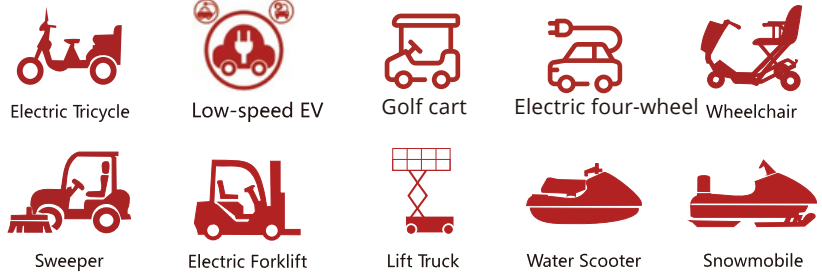 Electric Tricycle
Low-speed EV
Golf cart
Electric four-wheel
Wheelchair
Sweeper
Electric Forklift
Lift Truck
Water Scooter
Snowmobile